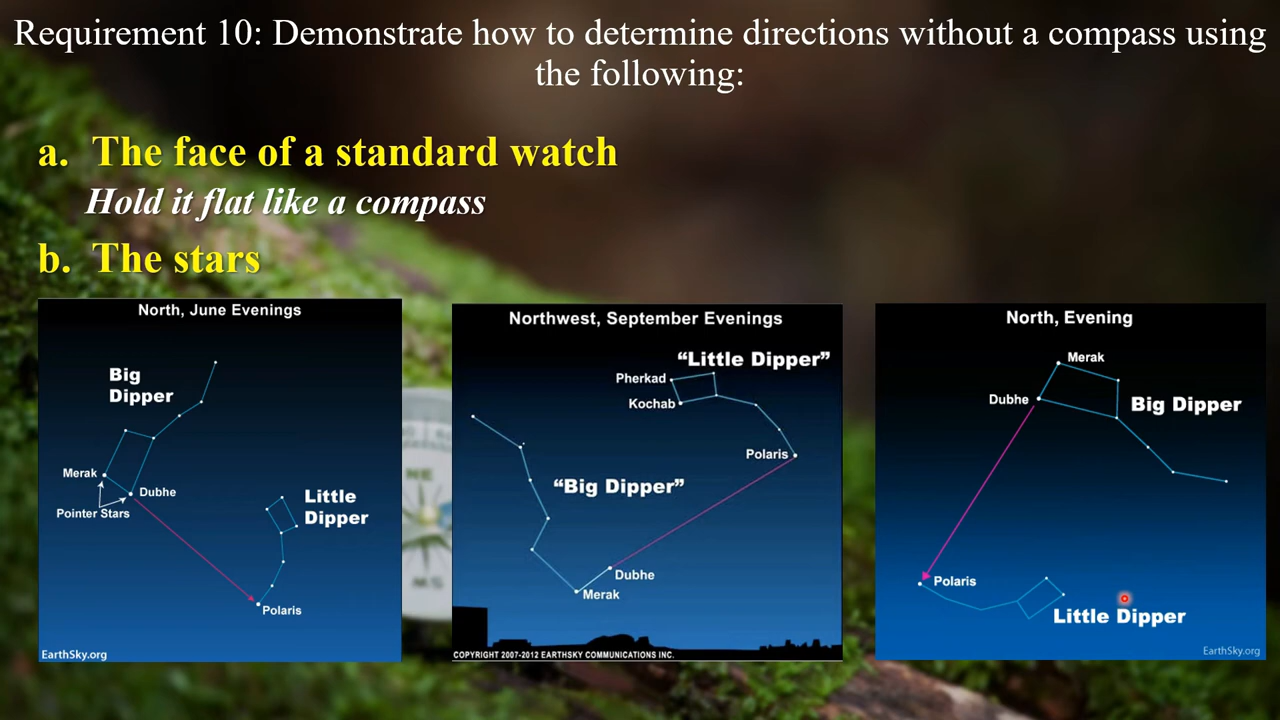 Requirement 10: Demonstrate how to determine directions without a compass using
the following:
a. The face of a standard watch
Hold it flat like a compass
b. The stars
North, June Evenings
Big
Dipper
Merak
Dubhe
Pointer Stars
Little
Dipper
Polaris
EarthSky.org
NE
Northwest, September Evenings
“Little Dipper”
Pherkad
Kochab
Polaris
“Big Dipper”
Dubhe
Merak
COPYRIGHT 2007-2012 EARTHSKY COMMUNICATIONS INC.
North, Evening
Merak
Dubhe
Big Dipper
Polaris
Little Dipper
EarthSky.org